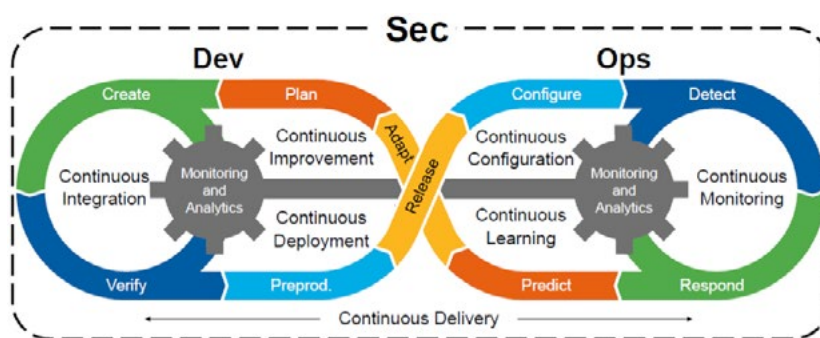 Sec
Dev
Ops
Create
Plan
Configure
Detect
Adapt
Release
Continuous
Improvement
Continuous
Configuration
Continuous
Integration
Monitoring
and
Analytics
Monitoring
and
Analytics
Continuous
Monitoring
Continuous
Deployment
Continuous
Learning
Verify
Preprod.
Predict
Respond
Continuous Delivery